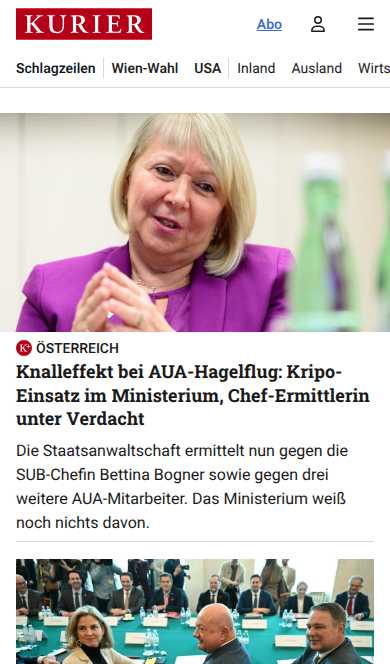 KURIER
Abo
Schlagzeilen Wien-Wahl USA Inland Ausland Wirts
K+ ÖSTERREICH
Knalleffekt bei AUA-Hagelflug: Kripo-
Einsatz im Ministerium, Chef-Ermittlerin
unter Verdacht
Die Staatsanwaltschaft ermittelt nun gegen die
SUB-Chefin Bettina Bogner sowie gegen drei
weitere AUA-Mitarbeiter. Das Ministerium weiß
noch nichts davon.